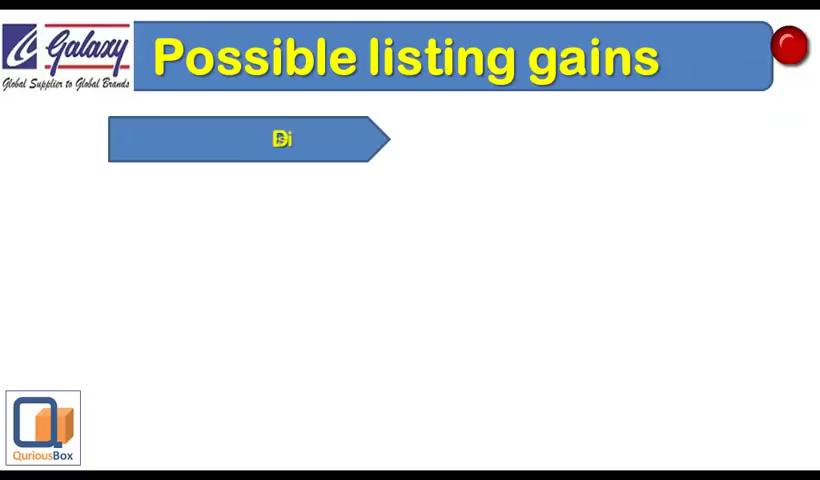 Galaxy
Global Supplier to Global Brands
Possible listing gains
QuriousBox